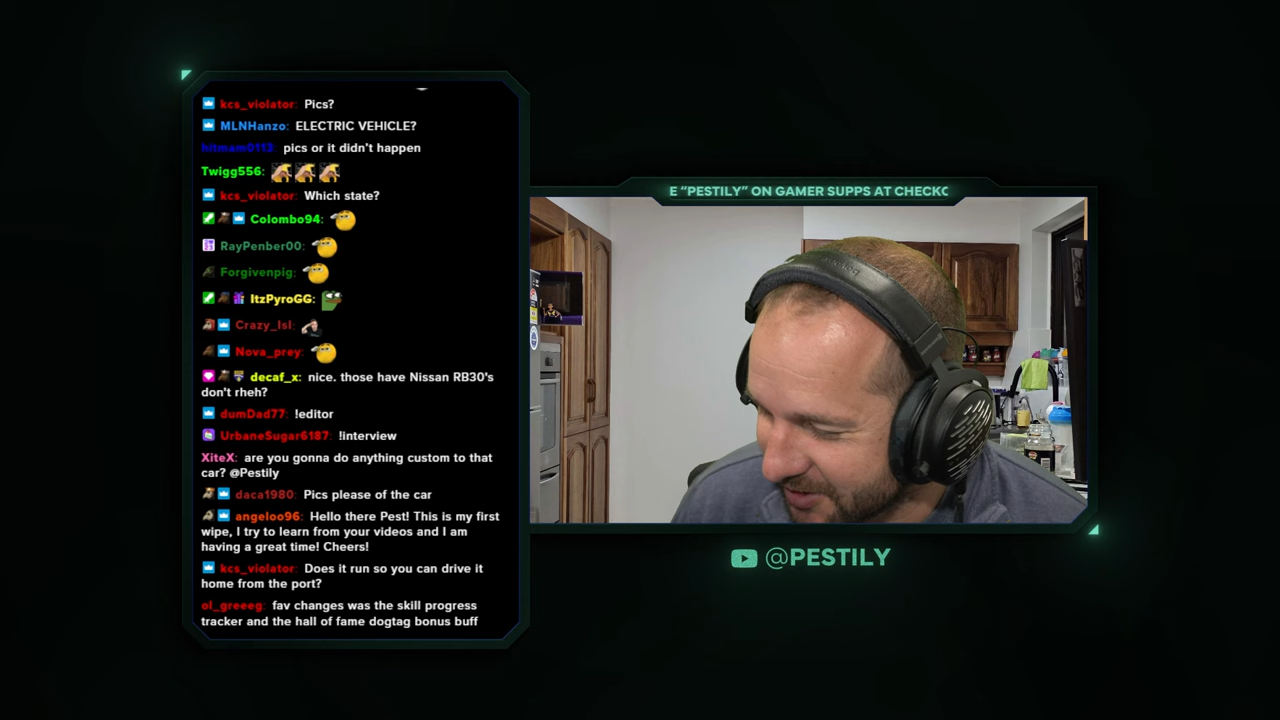 kcs_violator: Pics?
MLNHanzo: ELECTRIC VEHICLE?
hitmam0113: pics or it didn't happen
Twigg556:
kcs_violator: Which state?
Colombo94:
RayPenber00:
Forgivenpig:
ItzPyroGG:
Crazy_Isl:
Nova_prey:
decaf_x: nice. those have Nissan RB30's
don't rheh?
dumDad77: !editor
UrbaneSugar6187: !interview
XiteX: are you gonna do anything custom to that
car? @Pestily
daca1980: Pics please of the car
angeloo96: Hello there Pest! This is my first
wipe, I try to learn from your videos and I am
having a great time! Cheers!
kcs_violator: Does it run so you can drive it
home from the port?
ol_greeeg: fav changes was the skill progress
tracker and the hall of fame dogtag bonus buff
E “PESTILY” ON GAMER SUPPS AT CHECKO
@PESTILY